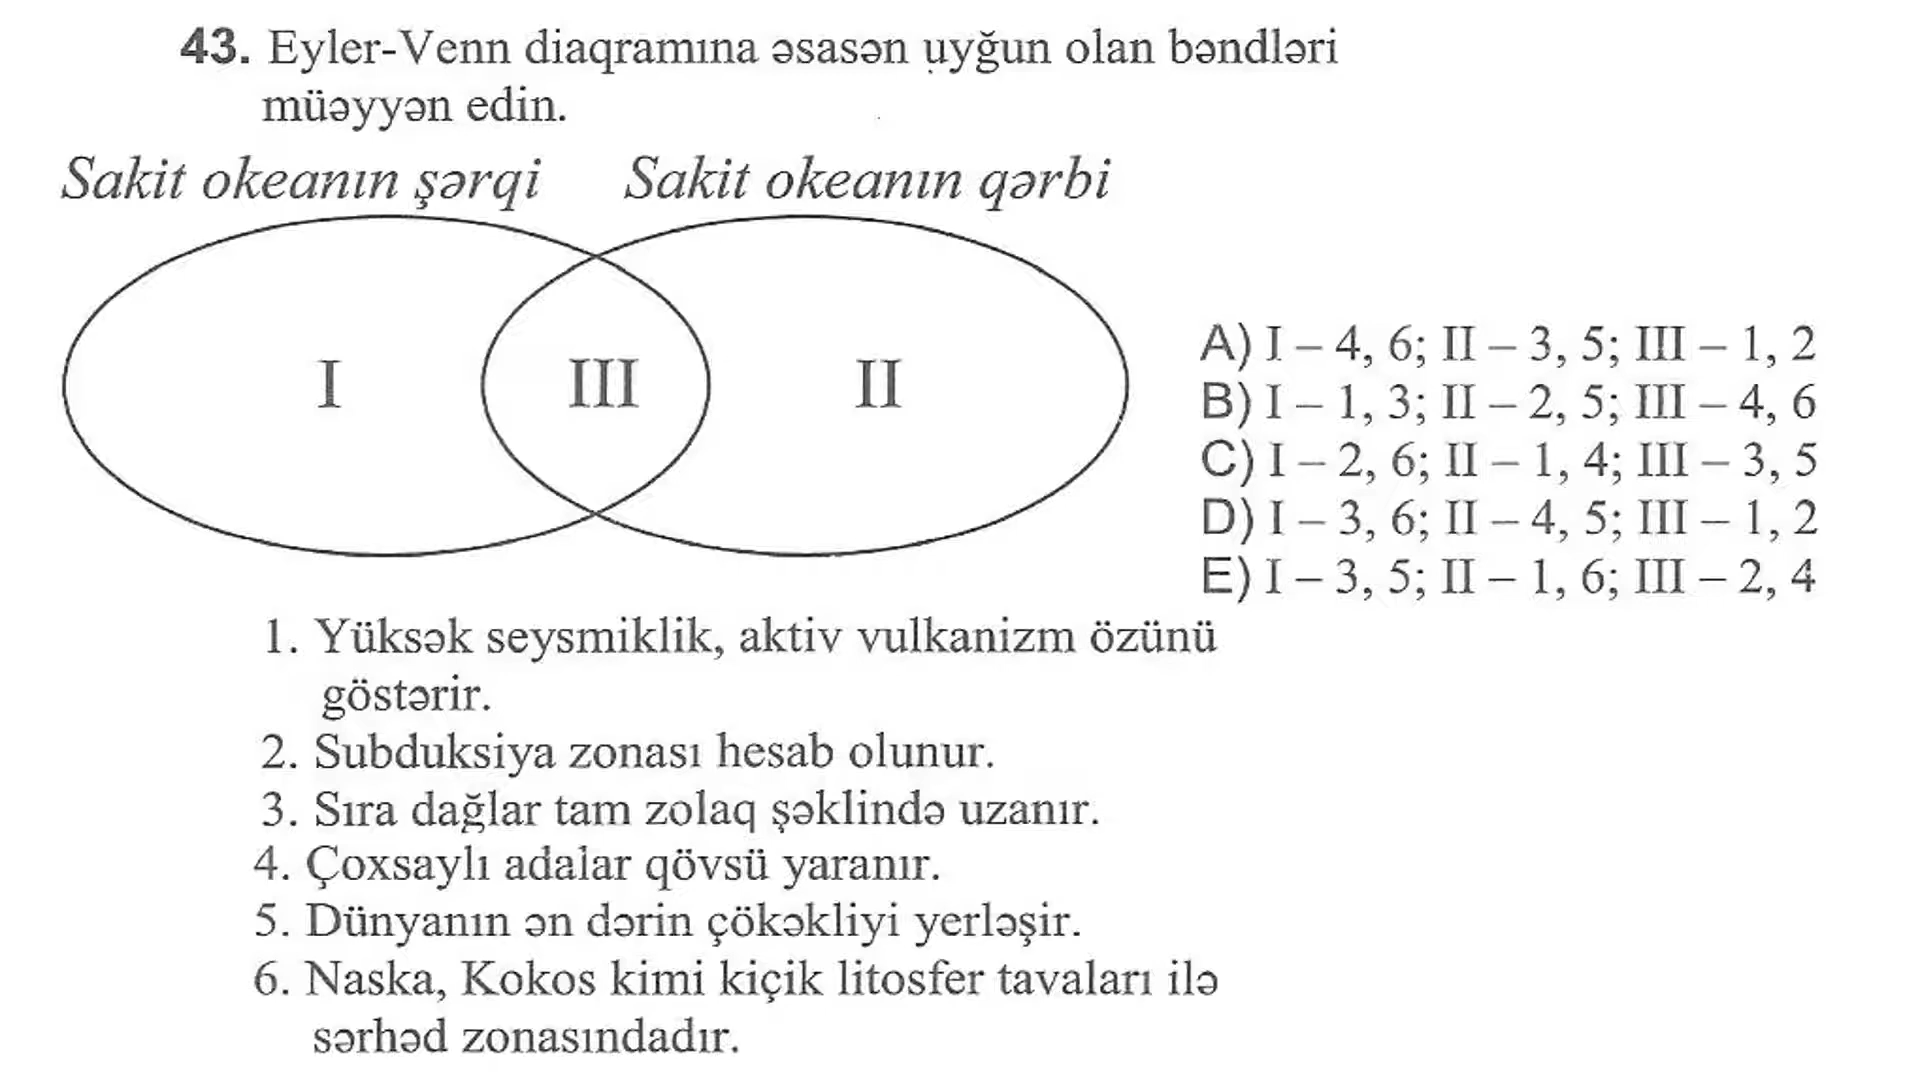 43. Eyler-Venn diaqramına əsasən uyğun olan bəndləri
müəyyən edin.
Sakit okeanın şərqi Sakit okeanın qərbi
I III II
A) I – 4, 6; II – 3, 5; III – 1, 2
B) I – 1, 3; II – 2, 5; III – 4, 6
C) I – 2, 6; II – 1, 4; III – 3, 5
D) I – 3, 6; II – 4, 5; III – 1, 2
E) I – 3, 5; II – 1, 6; III – 2, 4
1. Yüksək seysmiklik, aktiv vulkanizm özünü
göstərir.
2. Subduksiya zonası hesab olunur.
3. Sıra dağlar tam zolaq şəklində uzanır.
4. Çoxsaylı adalar qövsü yaranır.
5. Dünyanın ən dərin çökəkliyi yerləşir.
6. Naska, Kokos kimi kiçik litosfer tavaları ilə
sərhəd zonasındadır.